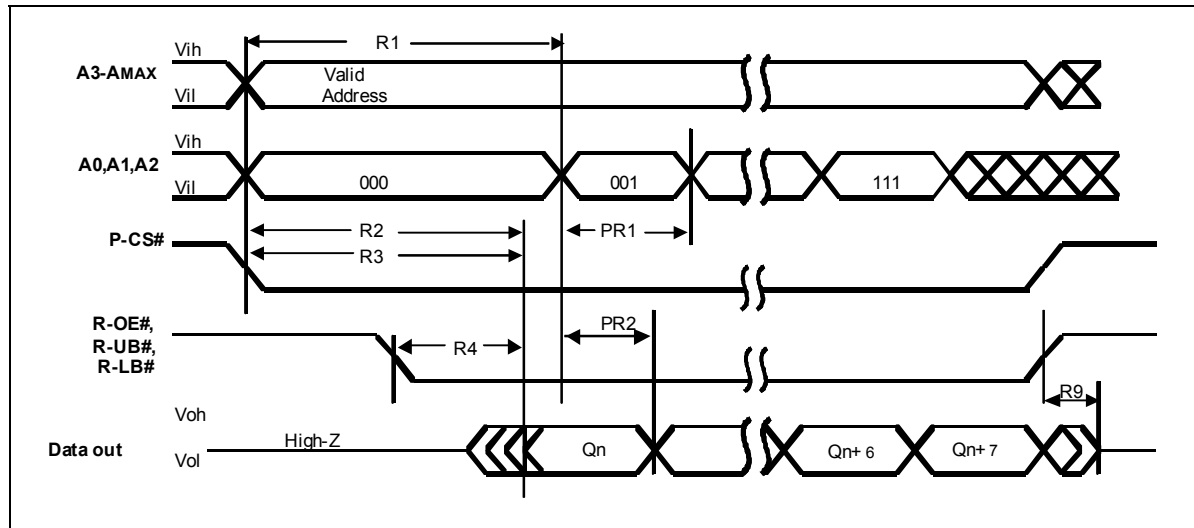 R1
Vih
A3-AMAX
Valid
Address
Vil
Vih
A0,A1,A2
Vil
000
001
111
R2
PR1
P-CS#
R3
R-OE#,
R-UB#,
R-LB#
PR2
R4
R9
Voh
Data out
High-Z
Vol
Qn
Qn+ 6
Qn+ 7